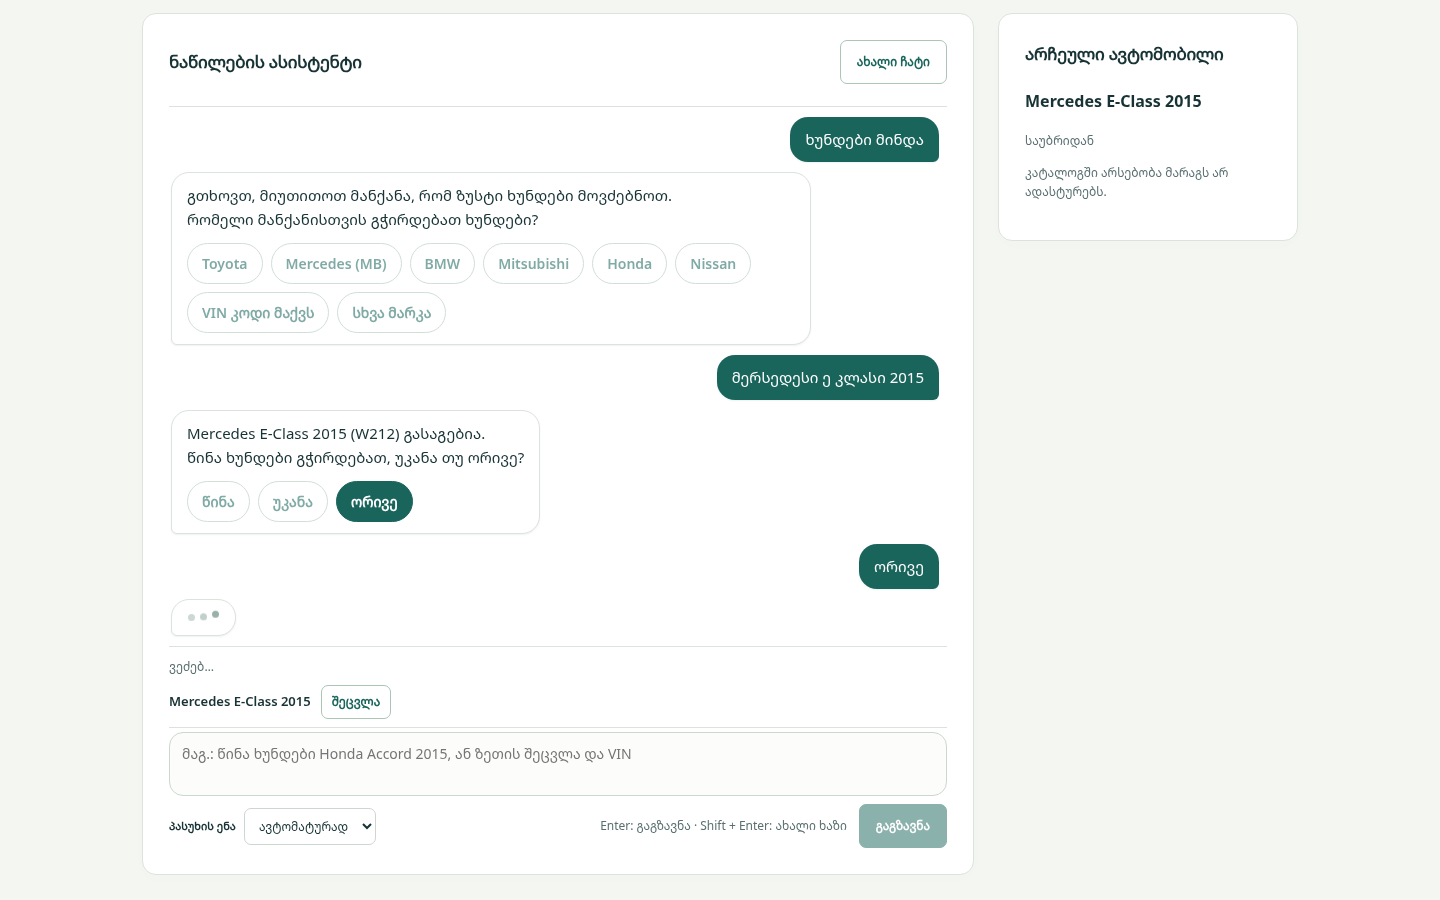 ნაწილების ასისტენტი
ახალი ჩატი
ხუნდები მინდა
გთხოვთ, მიუთითოთ მანქანა, რომ ზუსტი ხუნდები მოვძებნოთ.
რომელი მანქანისთვის გჭირდებათ ხუნდები?
Toyota
Mercedes (MB)
BMW
Mitsubishi
Honda
Nissan
VIN კოდი მაქვს
სხვა მარკა
მერსედესი ე კლასი 2015
Mercedes E-Class 2015 (W212) გასაგებია.
წინა ხუნდები გჭირდებათ, უკანა თუ ორივე?
წინა
უკანა
ორივე
ორივე
ვეძებ...
Mercedes E-Class 2015
შეცვლა
მაგ.: წინა ხუნდები Honda Accord 2015, ან ზეთის შეცვლა და VIN
პასუხის ენა
ავტომატურად
Enter: გაგზავნა · Shift + Enter: ახალი ხაზი
გაგზავნა
არჩეული ავტომობილი
Mercedes E-Class 2015
საუბრიდან
კატალოგში არსებობა მარაგს არ
ადასტურებს.